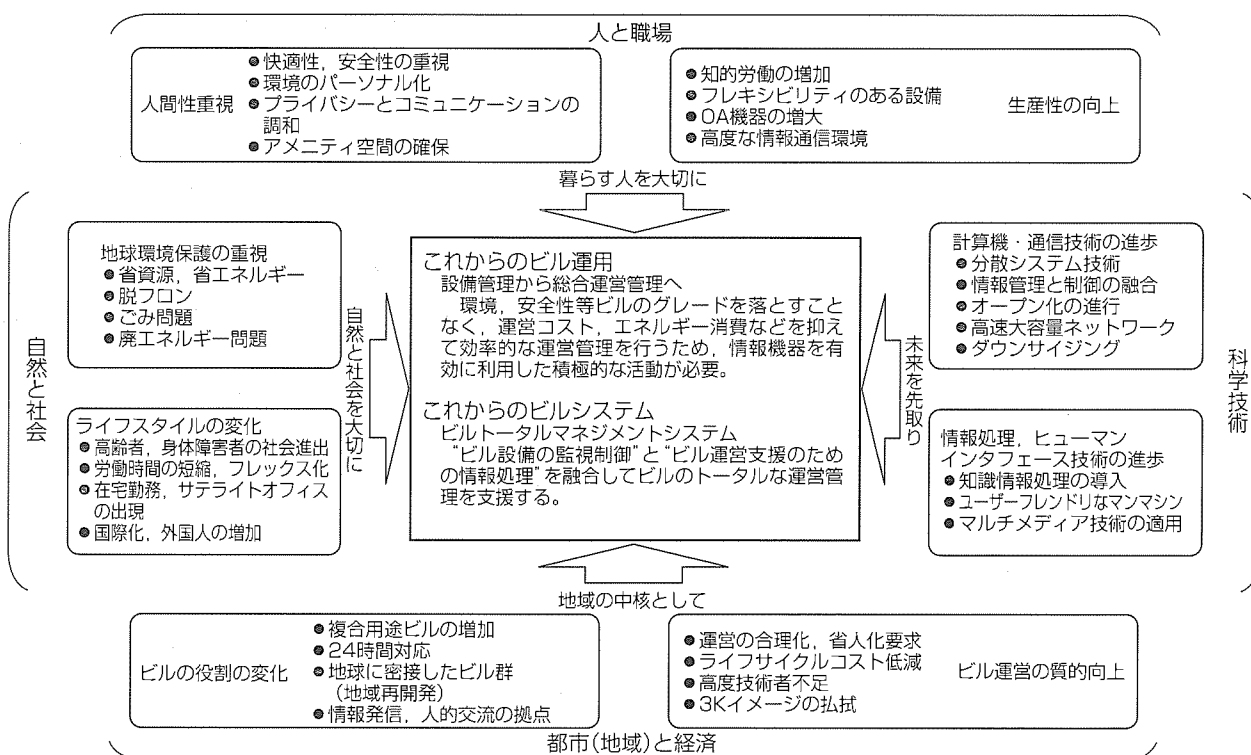 人と職場
人間性重視
●快適性，安全性の重視
●環境のパーソナル化
●プライバシーとコミュニケーションの
調和
●アメニティ空間の確保
●知的労働の増加
●フレキシビリティのある設備
●OA機器の増大
●高度な情報通信環境
生産性の向上
暮らす人を大切に
自然と社会
地球環境保護の重視
●省資源，省エネルギー
●脱フロン
●ごみ問題
●廃エネルギー問題
ライフスタイルの変化
●高齢者，身体障害者の社会進出
●労働時間の短縮，フレックス化
●在宅勤務，サテライトオフィス
の出現
●国際化，外国人の増加
自然と社会を大切に
これからのビル運用
設備管理から総合運営管理へ
環境，安全性等ビルのグレードを落とすこと
なく，運営コスト，エネルギー消費などを抑え
て効率的な運営管理を行うため，情報機器を有
効に利用した積極的な活動が必要。
これからのビルシステム
ビルトータルマネジメントシステム
“ビル設備の監視制御”と“ビル運営支援のため
の情報処理”を融合してビルのトータルな運営管
理を支援する。
未来を先取り
計算機・通信技術の進歩
●分散システム技術
●情報管理と制御の融合
●オープン化の進行
●高速大容量ネットワーク
●ダウンサイジング
情報処理，ヒューマン
インタフェース技術の進歩
●知識情報処理の導入
●ユーザーフレンドリなマンマシン
●マルチメディア技術の適用
科学技術
地域の中核として
ビルの役割の変化
●複合用途ビルの増加
●24時間対応
●地球に密接したビル群
（地域再開発）
●情報発信，人的交流の拠点
●運営の合理化，省人化要求
●ライフサイクルコスト低減
●高度技術者不足
●3Kイメージの払拭
ビル運営の質的向上
都市(地域)と経済